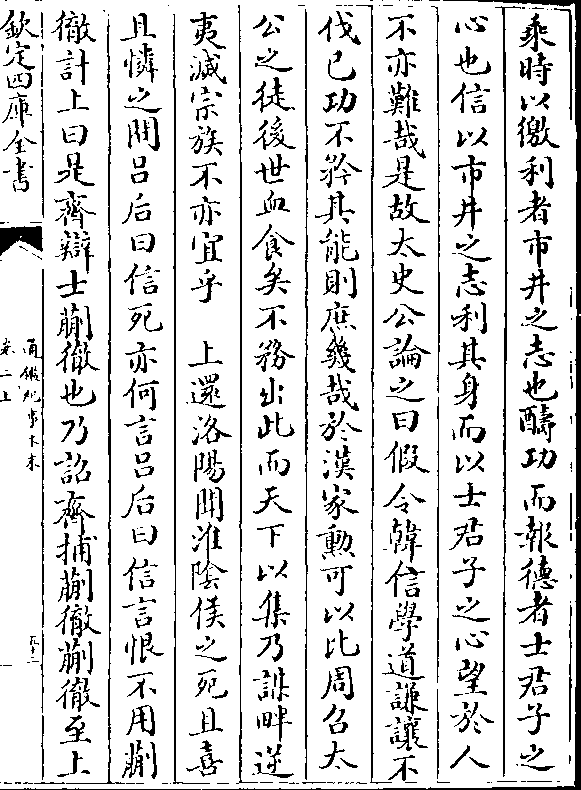 乘時以徼利者市井之志也醻功而報德者士君子之
心也信以市井之志利其身而以士君子之心望於人
不亦難哉是故太史公論之曰假令韓信學道謙讓不
伐已功不矜其能則庶幾哉於漢家勲可以比周召太
公之徒後世血食矣不務出此而天下以集乃謀畔逆
夷滅宗族不亦宜乎　上還洛陽聞淮陰侯之死且喜
且憐之問吕后曰信死亦何言吕后曰信言恨不用蒯
徹計上曰是齊辯士蒯徹也乃詔齊捕蒯徹蒯徹至上
欽定四庫全書
通鑑紀事本末
卷二上
五十二